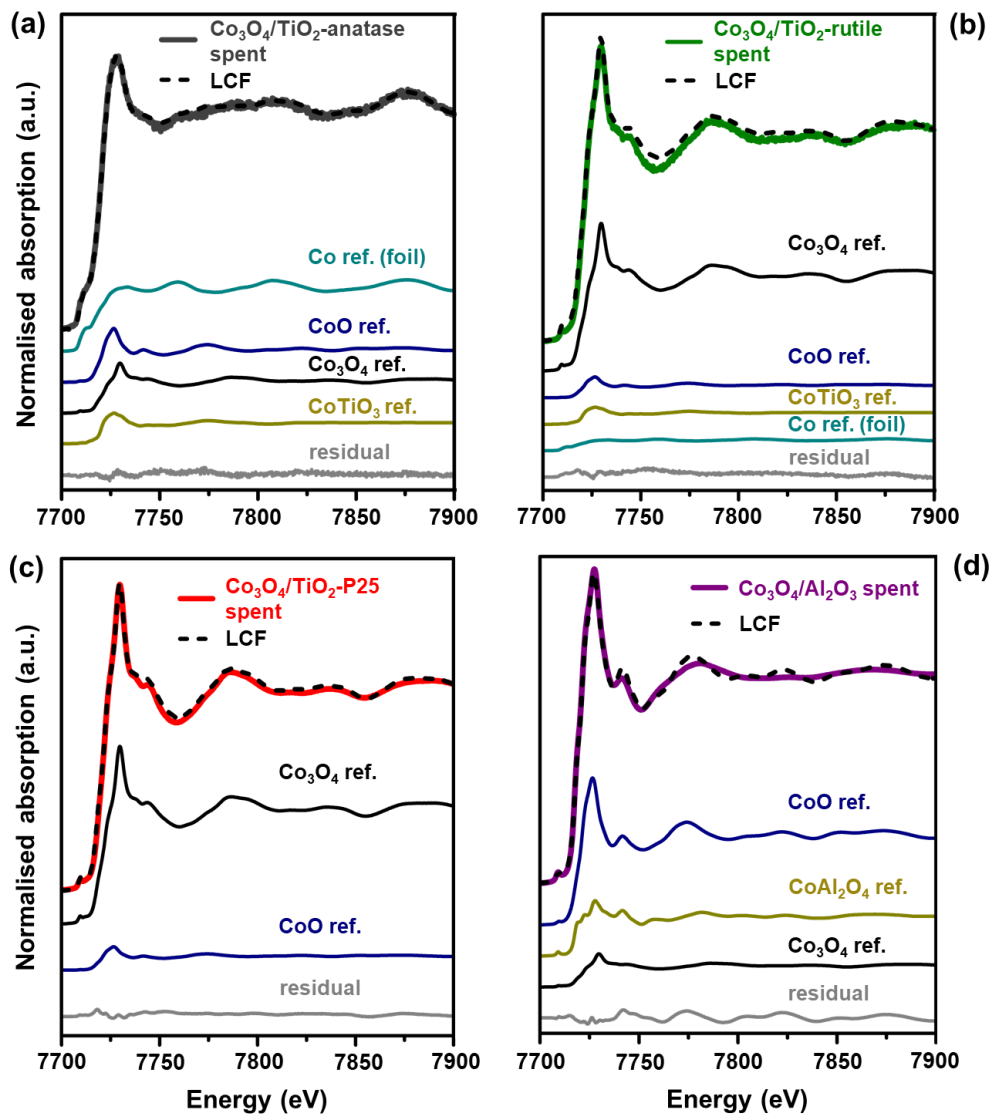 (a)
Co₃O₄/TiO₂-anatase
spent
LCF
Co ref. (foil)
CoO ref.
Co₃O₄ ref.
CoTiO₃ ref.
residual
7700 7750 7800 7850 7900
Normalised absorption (a.u.)
(b)
Co₃O₄/TiO₂-rutile
spent
LCF
Co₃O₄ ref.
CoO ref.
CoTiO₃ ref.
Co ref. (foil)
residual
7700 7750 7800 7850 7900
(c)
Co₃O₄/TiO₂-P25
spent
LCF
Co₃O₄ ref.
CoO ref.
residual
7700 7750 7800 7850 7900
Energy (eV)
Normalised absorption (a.u.)
(d)
Co₃O₄/Al₂O₃ spent
LCF
CoO ref.
CoAl₂O₄ ref.
Co₃O₄ ref.
residual
7700 7750 7800 7850 7900
Energy (eV)